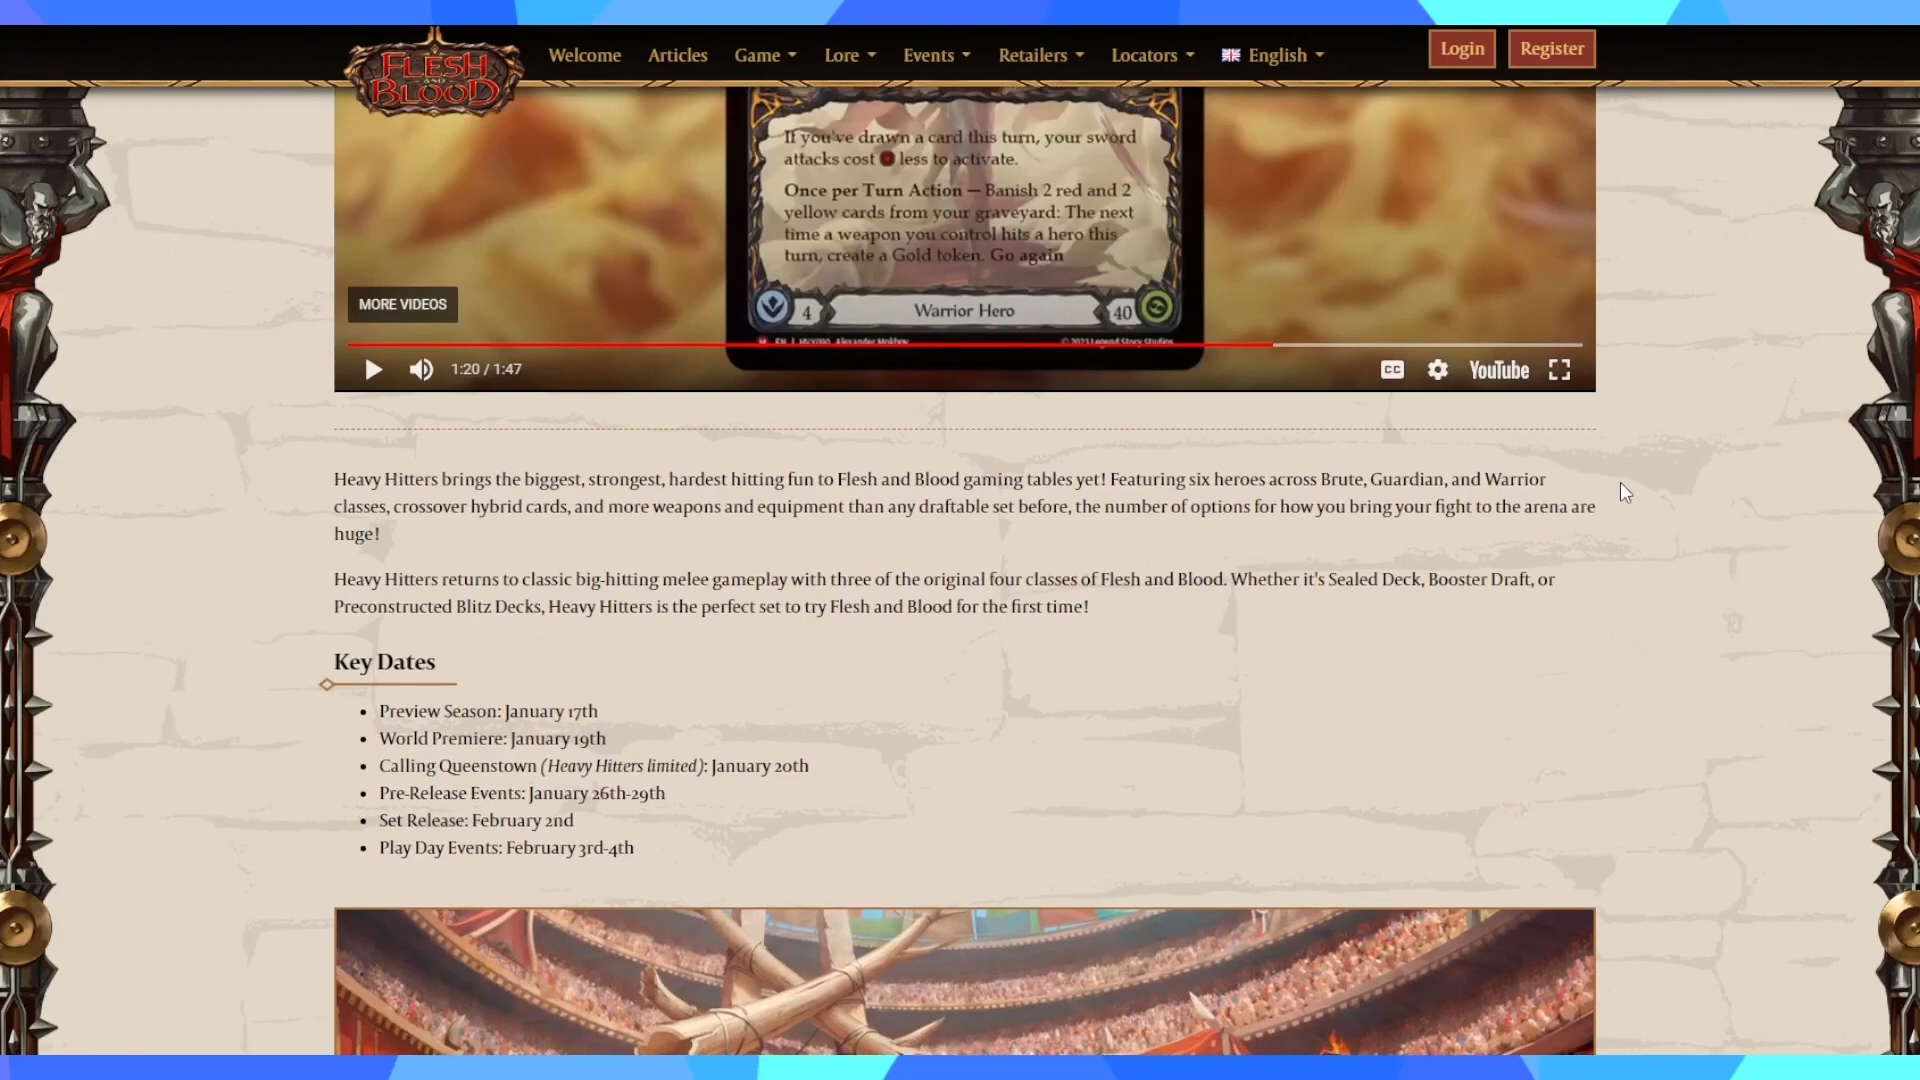 FLESH AND BLOOD
Welcome Articles Game Lore Events Retailers Locators English Login Register
If you've drawn a card this turn, your sword
attacks cost less to activate.
Once per Turn Action — Banish 2 red and 2
yellow cards from your graveyard: The next
time a weapon you control hits a hero this
turn, create a Gold token. Go again
MORE VIDEOS
4 Warrior Hero 40
1:20 / 1:47 CC YouTube
Heavy Hitters brings the biggest, strongest, hardest hitting fun to Flesh and Blood gaming tables yet! Featuring six heroes across Brute, Guardian, and Warrior
classes, crossover hybrid cards, and more weapons and equipment than any draftable set before, the number of options for how you bring your fight to the arena are
huge!
Heavy Hitters returns to classic big-hitting melee gameplay with three of the original four classes of Flesh and Blood. Whether it's Sealed Deck, Booster Draft, or
Preconstructed Blitz Decks, Heavy Hitters is the perfect set to try Flesh and Blood for the first time!
Key Dates
• Preview Season: January 17th
• World Premiere: January 19th
• Calling Queenstown (Heavy Hitters limited): January 20th
• Pre-Release Events: January 26th-29th
• Set Release: February 2nd
• Play Day Events: February 3rd-4th